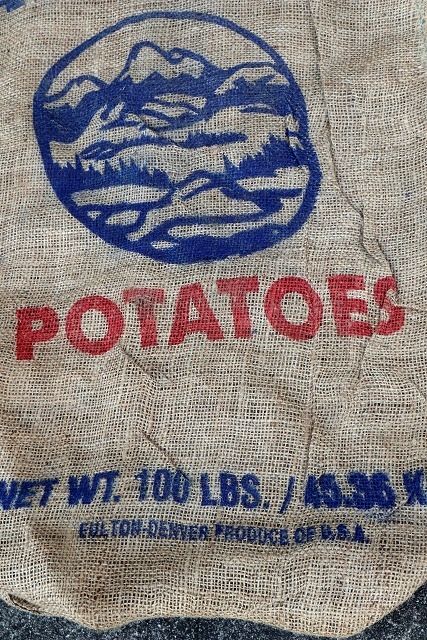 POTATOES
NET WT. 100 LBS. / 45.36 K
FULTON-DENVER PRODUCE OF U.S.A.